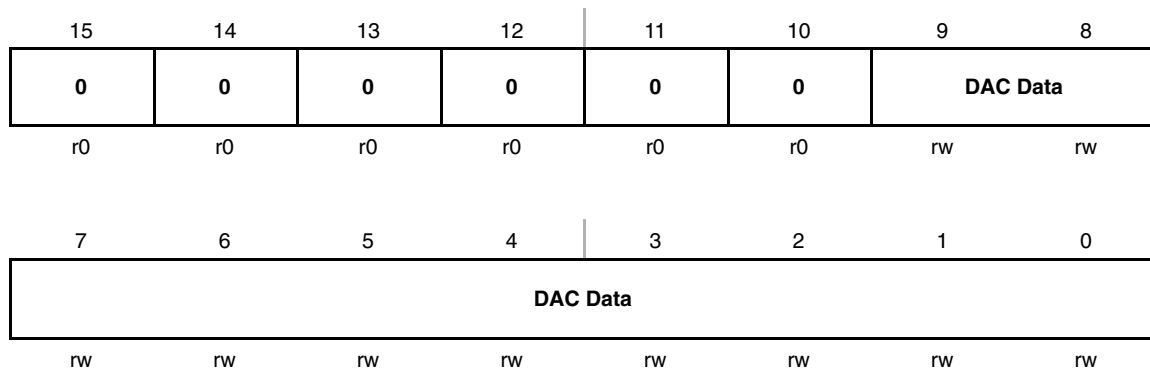 15 14 13 12 11 10 9 8
0 0 0 0 0 0 DAC Data
r0 r0 r0 r0 r0 r0 rw rw
7 6 5 4 3 2 1 0
DAC Data
rw rw rw rw rw rw rw rw